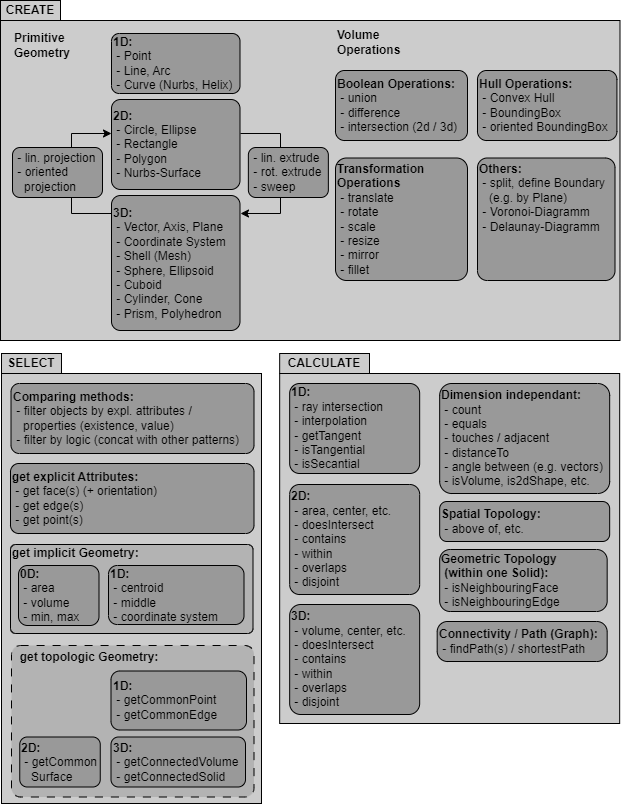 CREATE
Primitive
Geometry
1D:
- Point
- Line, Arc
- Curve (Nurbs, Helix)
2D:
- Circle, Ellipse
- Rectangle
- Polygon
- Nurbs-Surface
- lin. projection
- oriented
projection
- lin. extrude
- rot. extrude
- sweep
3D:
- Vector, Axis, Plane
- Coordinate System
- Shell (Mesh)
- Sphere, Ellipsoid
- Cuboid
- Cylinder, Cone
- Prism, Polyhedron
Volume
Operations
Boolean Operations:
- union
- difference
- intersection (2d / 3d)
Hull Operations:
- Convex Hull
- BoundingBox
- oriented BoundingBox
Transformation
Operations
- translate
- rotate
- scale
- resize
- mirror
- fillet
Others:
- split, define Boundary
(e.g. by Plane)
- Voronoi-Diagramm
- Delaunay-Diagramm
SELECT
Comparing methods:
- filter objects by expl. attributes /
properties (existence, value)
- filter by logic (concat with other patterns)
get explicit Attributes:
- get face(s) (+ orientation)
- get edge(s)
- get point(s)
get implicit Geometry:
0D:
- area
- volume
- min, max
1D:
- centroid
- middle
- coordinate system
get topologic Geometry:
1D:
- getCommonPoint
- getCommonEdge
2D:
- getCommon
Surface
3D:
- getConnectedVolume
- getConnectedSolid
CALCULATE
1D:
- ray intersection
- interpolation
- getTangent
- isTangential
- isSecantial
2D:
- area, center, etc.
- doesIntersect
- contains
- within
- overlaps
- disjoint
3D:
- volume, center, etc.
- doesIntersect
- contains
- within
- overlaps
- disjoint
Dimension independant:
- count
- equals
- touches / adjacent
- distanceTo
- angle between (e.g. vectors)
- isVolume, is2dShape, etc.
Spatial Topology:
- above of, etc.
Geometric Topology
(within one Solid):
- isNeighbouringFace
- isNeighbouringEdge
Connectivity / Path (Graph):
- findPath(s) / shortestPath